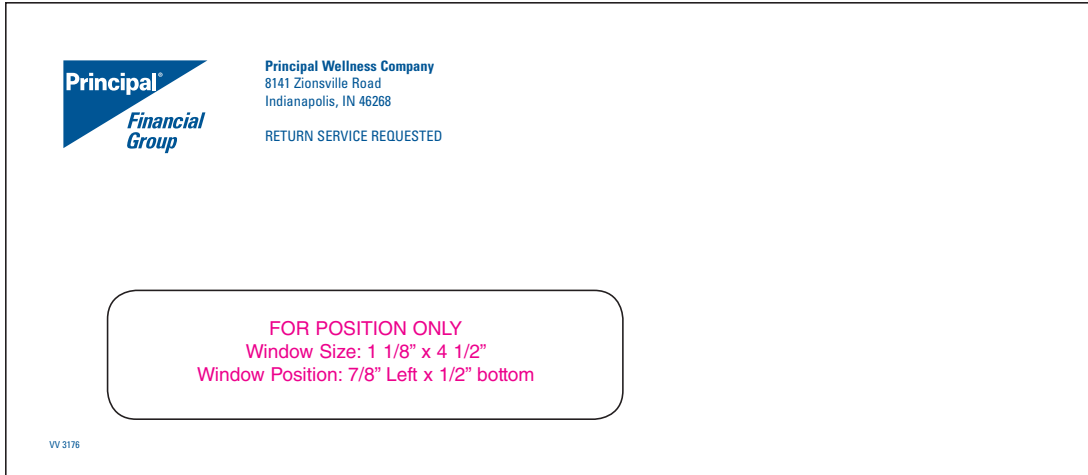 Principal®
Financial
Group
Principal Wellness Company
8141 Zionsville Road
Indianapolis, IN 46268
RETURN SERVICE REQUESTED
FOR POSITION ONLY
Window Size: 1 1/8” x 4 1/2”
Window Position: 7/8” Left x 1/2” bottom
VV 3176